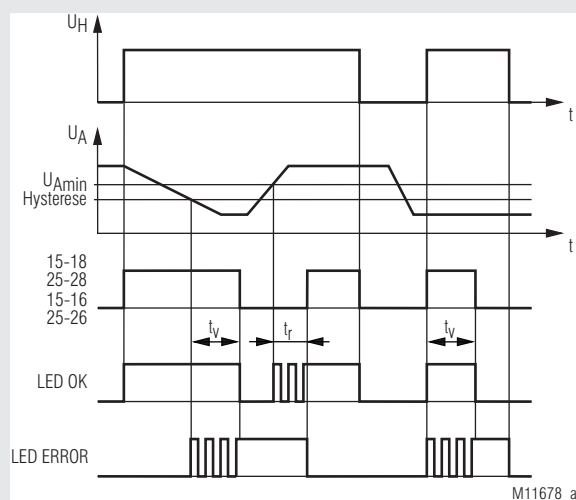 UH
t
UA
UAmin
Hysterese
t
15-18
25-28
15-16
25-26
tv
tr
tv
LED OK
LED ERROR
M11678_a